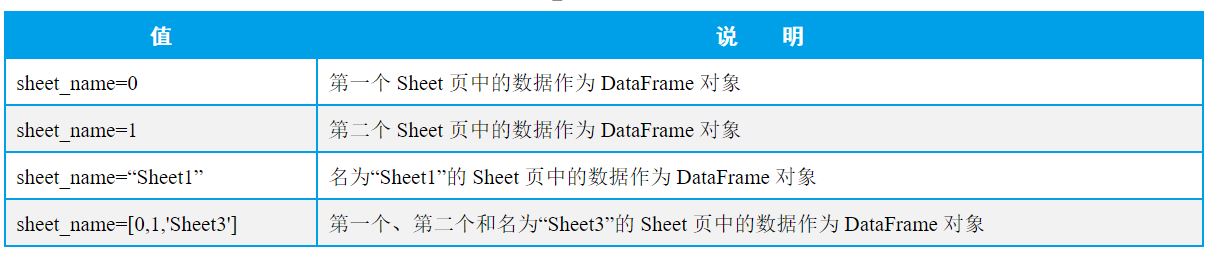 值 说 明
sheet_name=0 第一个 Sheet 页中的数据作为 DataFrame 对象
sheet_name=1 第二个 Sheet 页中的数据作为 DataFrame 对象
sheet_name=“Sheet1” 名为“Sheet1”的 Sheet 页中的数据作为 DataFrame 对象
sheet_name=[0,1,'Sheet3'] 第一个、第二个和名为“Sheet3”的 Sheet 页中的数据作为 DataFrame 对象